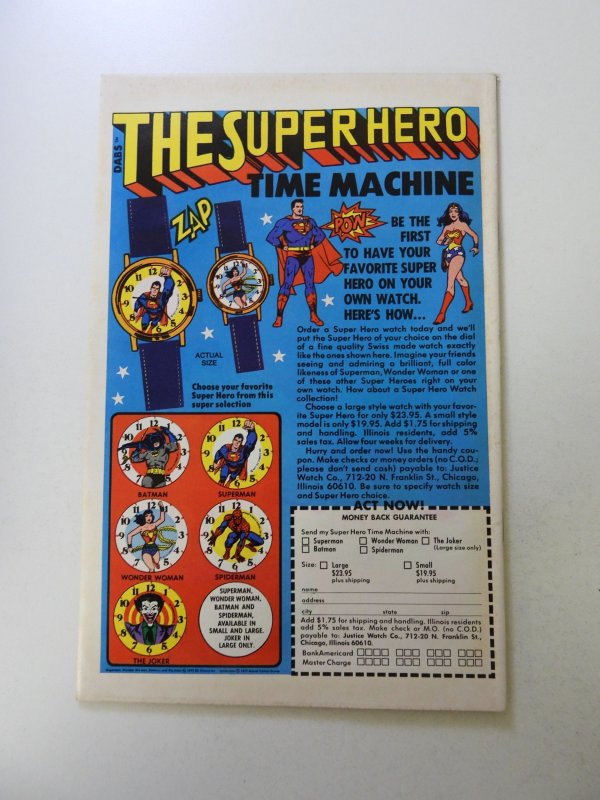 DABS TM
THE SUPER HERO
TIME MACHINE
ZAP
POW
BE THE
FIRST
TO HAVE YOUR
FAVORITE SUPER
HERO ON YOUR
OWN WATCH.
HERE'S HOW...
ACTUAL
SIZE
Choose your favorite
Super Hero from this
super selection
Order a Super Hero watch today and we'll
put the Super Hero of your choice on the dial
of a fine quality Swiss made watch exactly
like the ones shown here. Imagine your friends
seeing and admiring a brilliant, full color
likeness of Superman, Wonder Woman or one
of these other Super Heroes right on your
own watch. How about a Super Hero Watch
collection!
Choose a large style watch with your favor-
ite Super Hero for only $23.95. A small style
model is only $19.95. Add $1.75 for shipping
and handling. Illinois residents, add 5%
sales tax. Allow four weeks for delivery.
Hurry and order now! Use the handy cou-
pon. Make checks or money orders (no C.O.D.;
please don't send cash) payable to: Justice
Watch Co., 712-20 N. Franklin St., Chicago,
Illinois 60610. Be sure to specify watch size
and Super Hero choice.
BATMAN
SUPERMAN
WONDER WOMAN
SPIDERMAN
THE JOKER
SUPERMAN,
WONDER WOMAN,
BATMAN AND
SPIDERMAN,
AVAILABLE IN
SMALL AND LARGE.
JOKER IN
LARGE ONLY.
ACT NOW!
MONEY BACK GUARANTEE
Send my Super Hero Time Machine with:
Superman Wonder Woman The Joker
Batman Spiderman (Large size only)
Size: Large Small
$23.95 $19.95
plus shipping plus shipping
name
address
city state zip
Add $1.75 for shipping and handling. Illinois residents
add 5% sales tax. Make check or M.O. (no C.O.D.)
payable to: Justice Watch Co., 712-20 N. Franklin St.,
Chicago, Illinois 60610.
BankAmericard
Master Charge